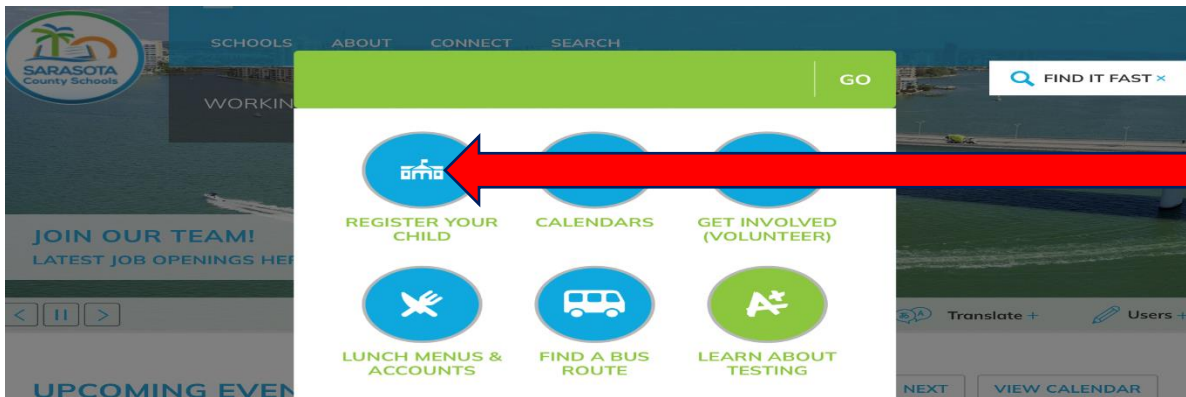 SARASOTA
County Schools
SCHOOLS ABOUT CONNECT SEARCH
GO
FIND IT FAST ×
WORKIN
REGISTER YOUR
CHILD
CALENDARS
GET INVOLVED
(VOLUNTEER)
JOIN OUR TEAM!
LATEST JOB OPENINGS HER
LUNCH MENUS &
ACCOUNTS
FIND A BUS
ROUTE
A+
LEARN ABOUT
TESTING
< II >
Translate +
Users +
UPCOMING EVEN
NEXT
VIEW CALENDAR